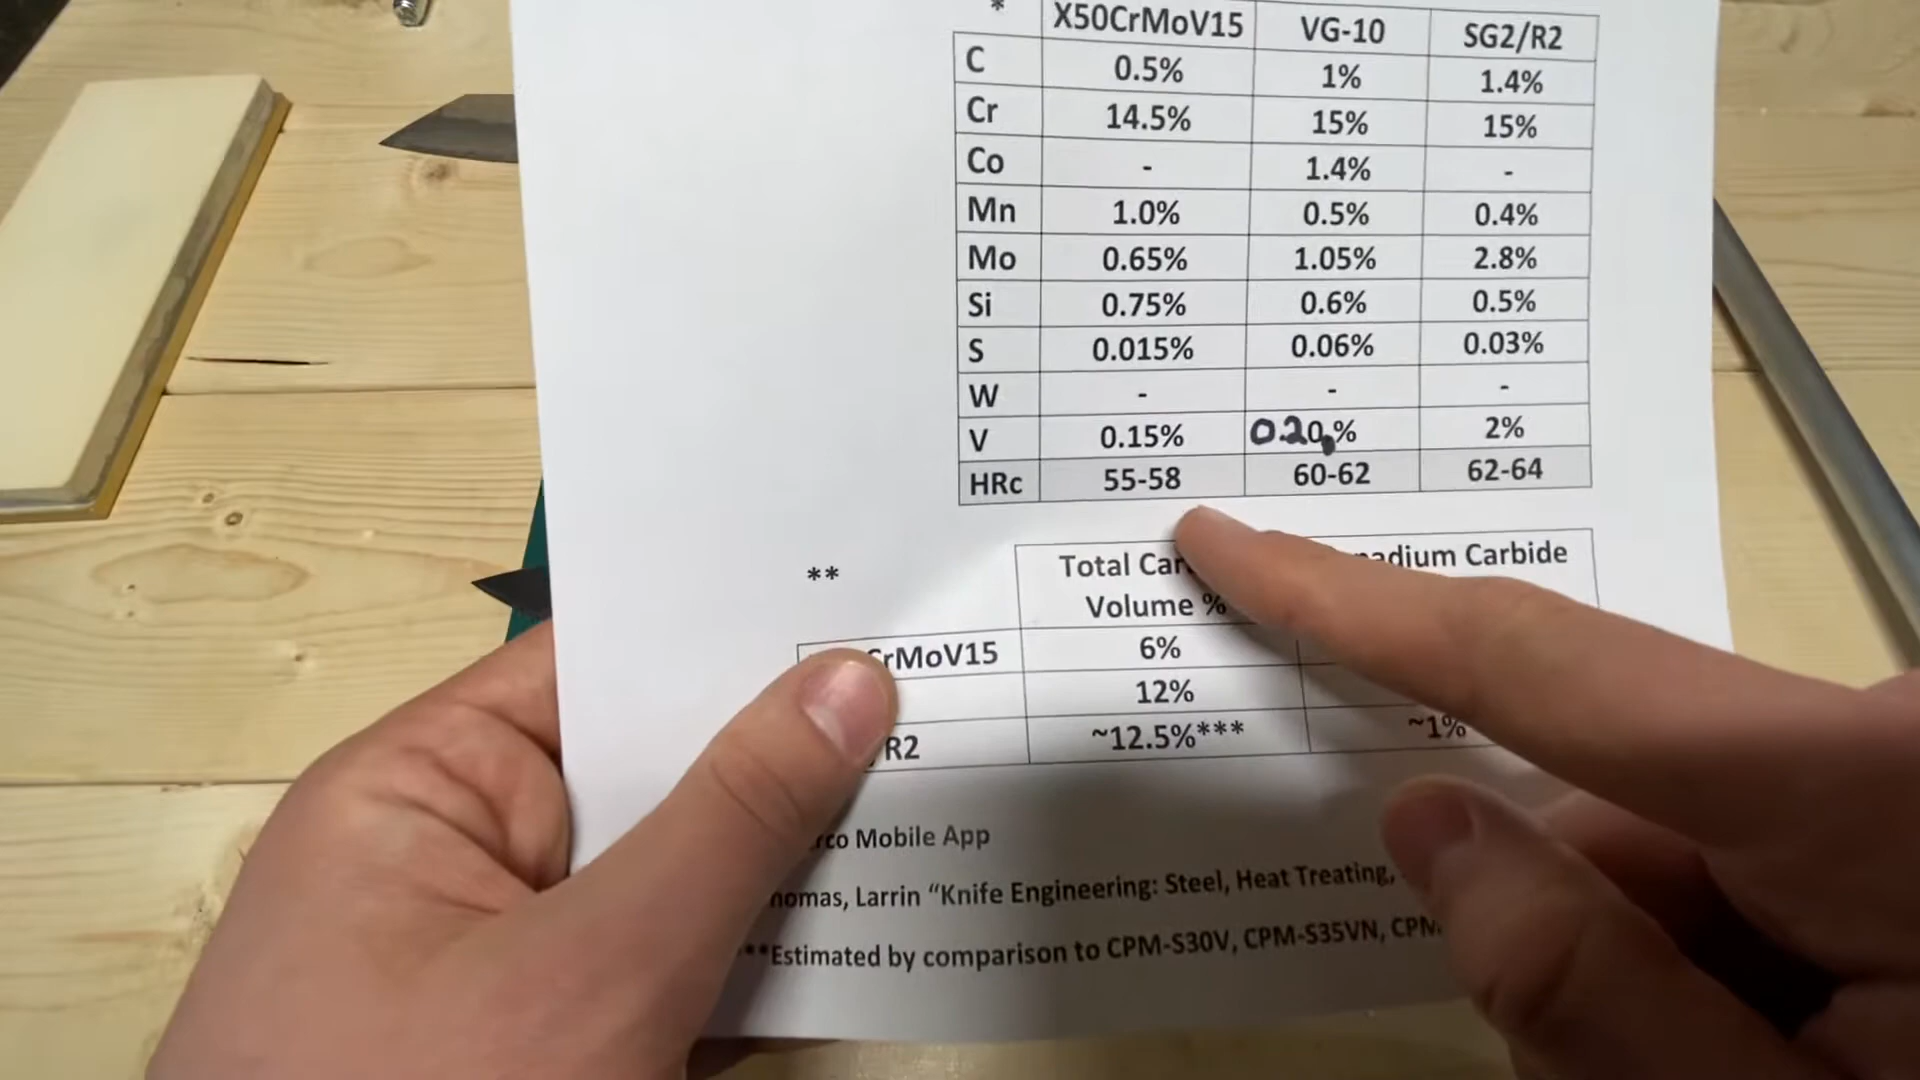 * X50CrMoV15 VG-10 SG2/R2
C 0.5% 1% 1.4%
Cr 14.5% 15% 15%
Co - 1.4% -
Mn 1.0% 0.5% 0.4%
Mo 0.65% 1.05% 2.8%
Si 0.75% 0.6% 0.5%
S 0.015% 0.06% 0.03%
W - - -
V 0.15% 0.20% 2%
HRc 55-58 60-62 62-64
** Total Car adium Carbide
Volume %
CrMoV15 6%
12%
R2 ~12.5%*** ~1%
rco Mobile App
homas, Larrin “Knife Engineering: Steel, Heat Treating,
**Estimated by comparison to CPM-S30V, CPM-S35VN, CPM